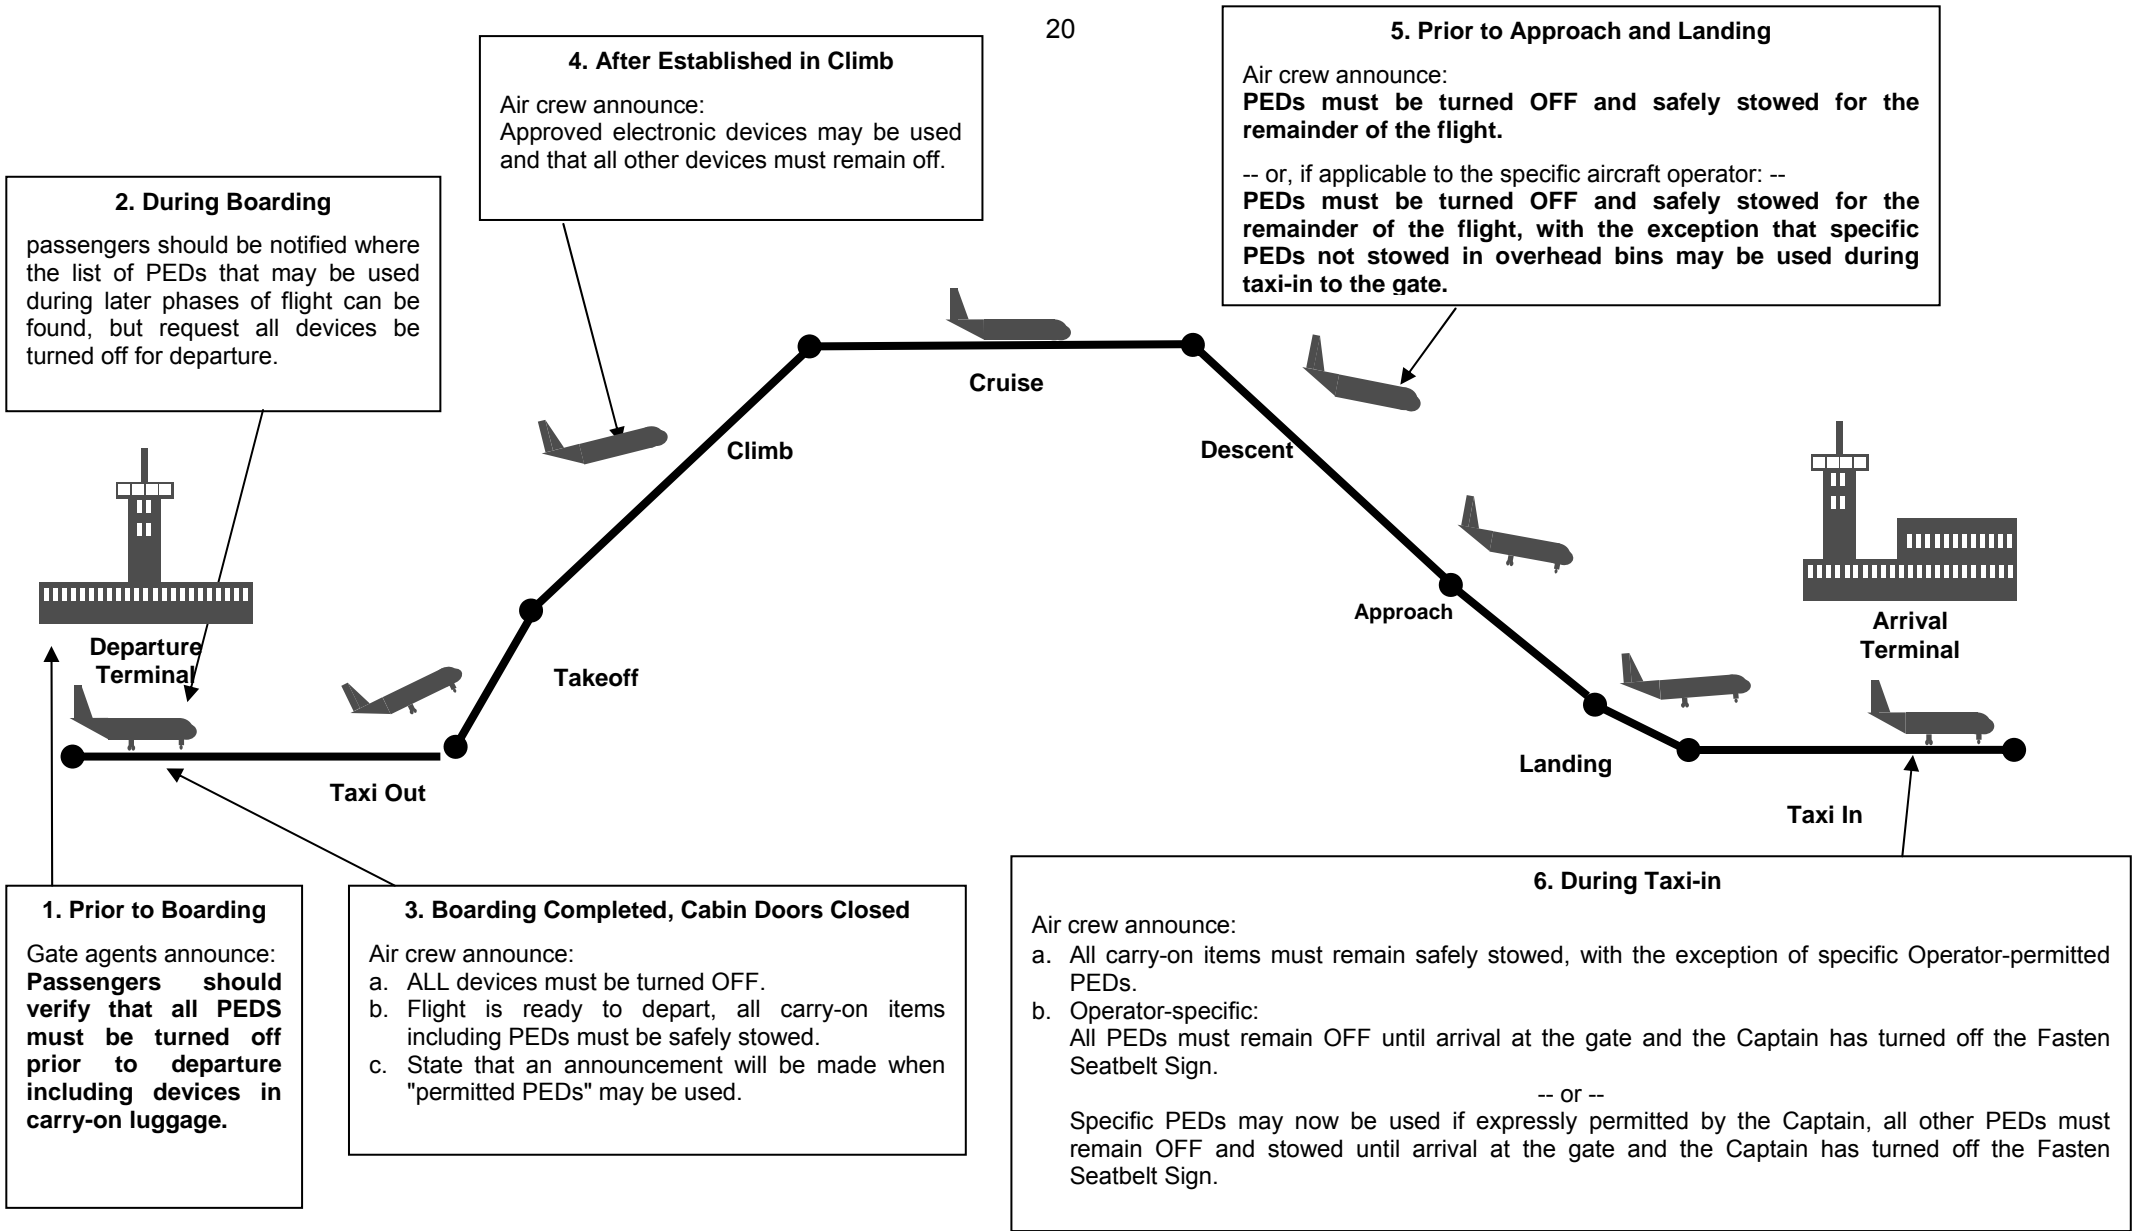 20
4. After Established in Climb
Air crew announce:
Approved electronic devices may be used
and that all other devices must remain off.
5. Prior to Approach and Landing
Air crew announce:
PEDs must be turned OFF and safely stowed for the
remainder of the flight.
-- or, if applicable to the specific aircraft operator: --
PEDs must be turned OFF and safely stowed for the
remainder of the flight, with the exception that specific
PEDs not stowed in overhead bins may be used during
taxi-in to the gate.
2. During Boarding
passengers should be notified where
the list of PEDs that may be used
during later phases of flight can be
found, but request all devices be
turned off for departure.
Cruise
Climb
Descent
Approach
Departure
Terminal
Takeoff
Arrival
Terminal
Landing
Taxi Out
Taxi In
1. Prior to Boarding
Gate agents announce:
Passengers should
verify that all PEDS
must be turned off
prior to departure
including devices in
carry-on luggage.
3. Boarding Completed, Cabin Doors Closed
Air crew announce:
a. ALL devices must be turned OFF.
b. Flight is ready to depart, all carry-on items
including PEDs must be safely stowed.
c. State that an announcement will be made when
"permitted PEDs" may be used.
6. During Taxi-in
Air crew announce:
a. All carry-on items must remain safely stowed, with the exception of specific Operator-permitted
PEDs.
b. Operator-specific:
All PEDs must remain OFF until arrival at the gate and the Captain has turned off the Fasten
Seatbelt Sign.
-- or --
Specific PEDs may now be used if expressly permitted by the Captain, all other PEDs must
remain OFF and stowed until arrival at the gate and the Captain has turned off the Fasten
Seatbelt Sign.